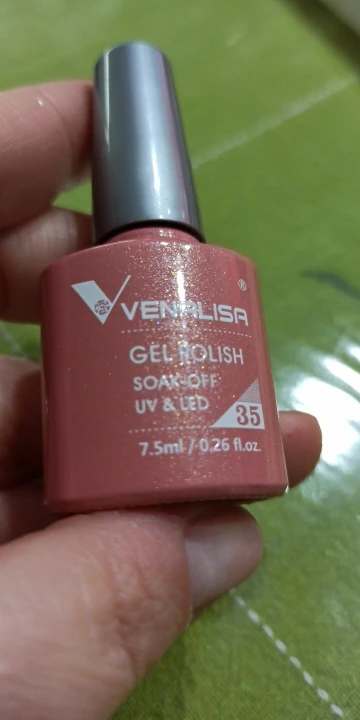 VENALISA ®
GEL POLISH
SOAK-OFF
UV & LED
35
7.5ml / 0.26 fl.oz.